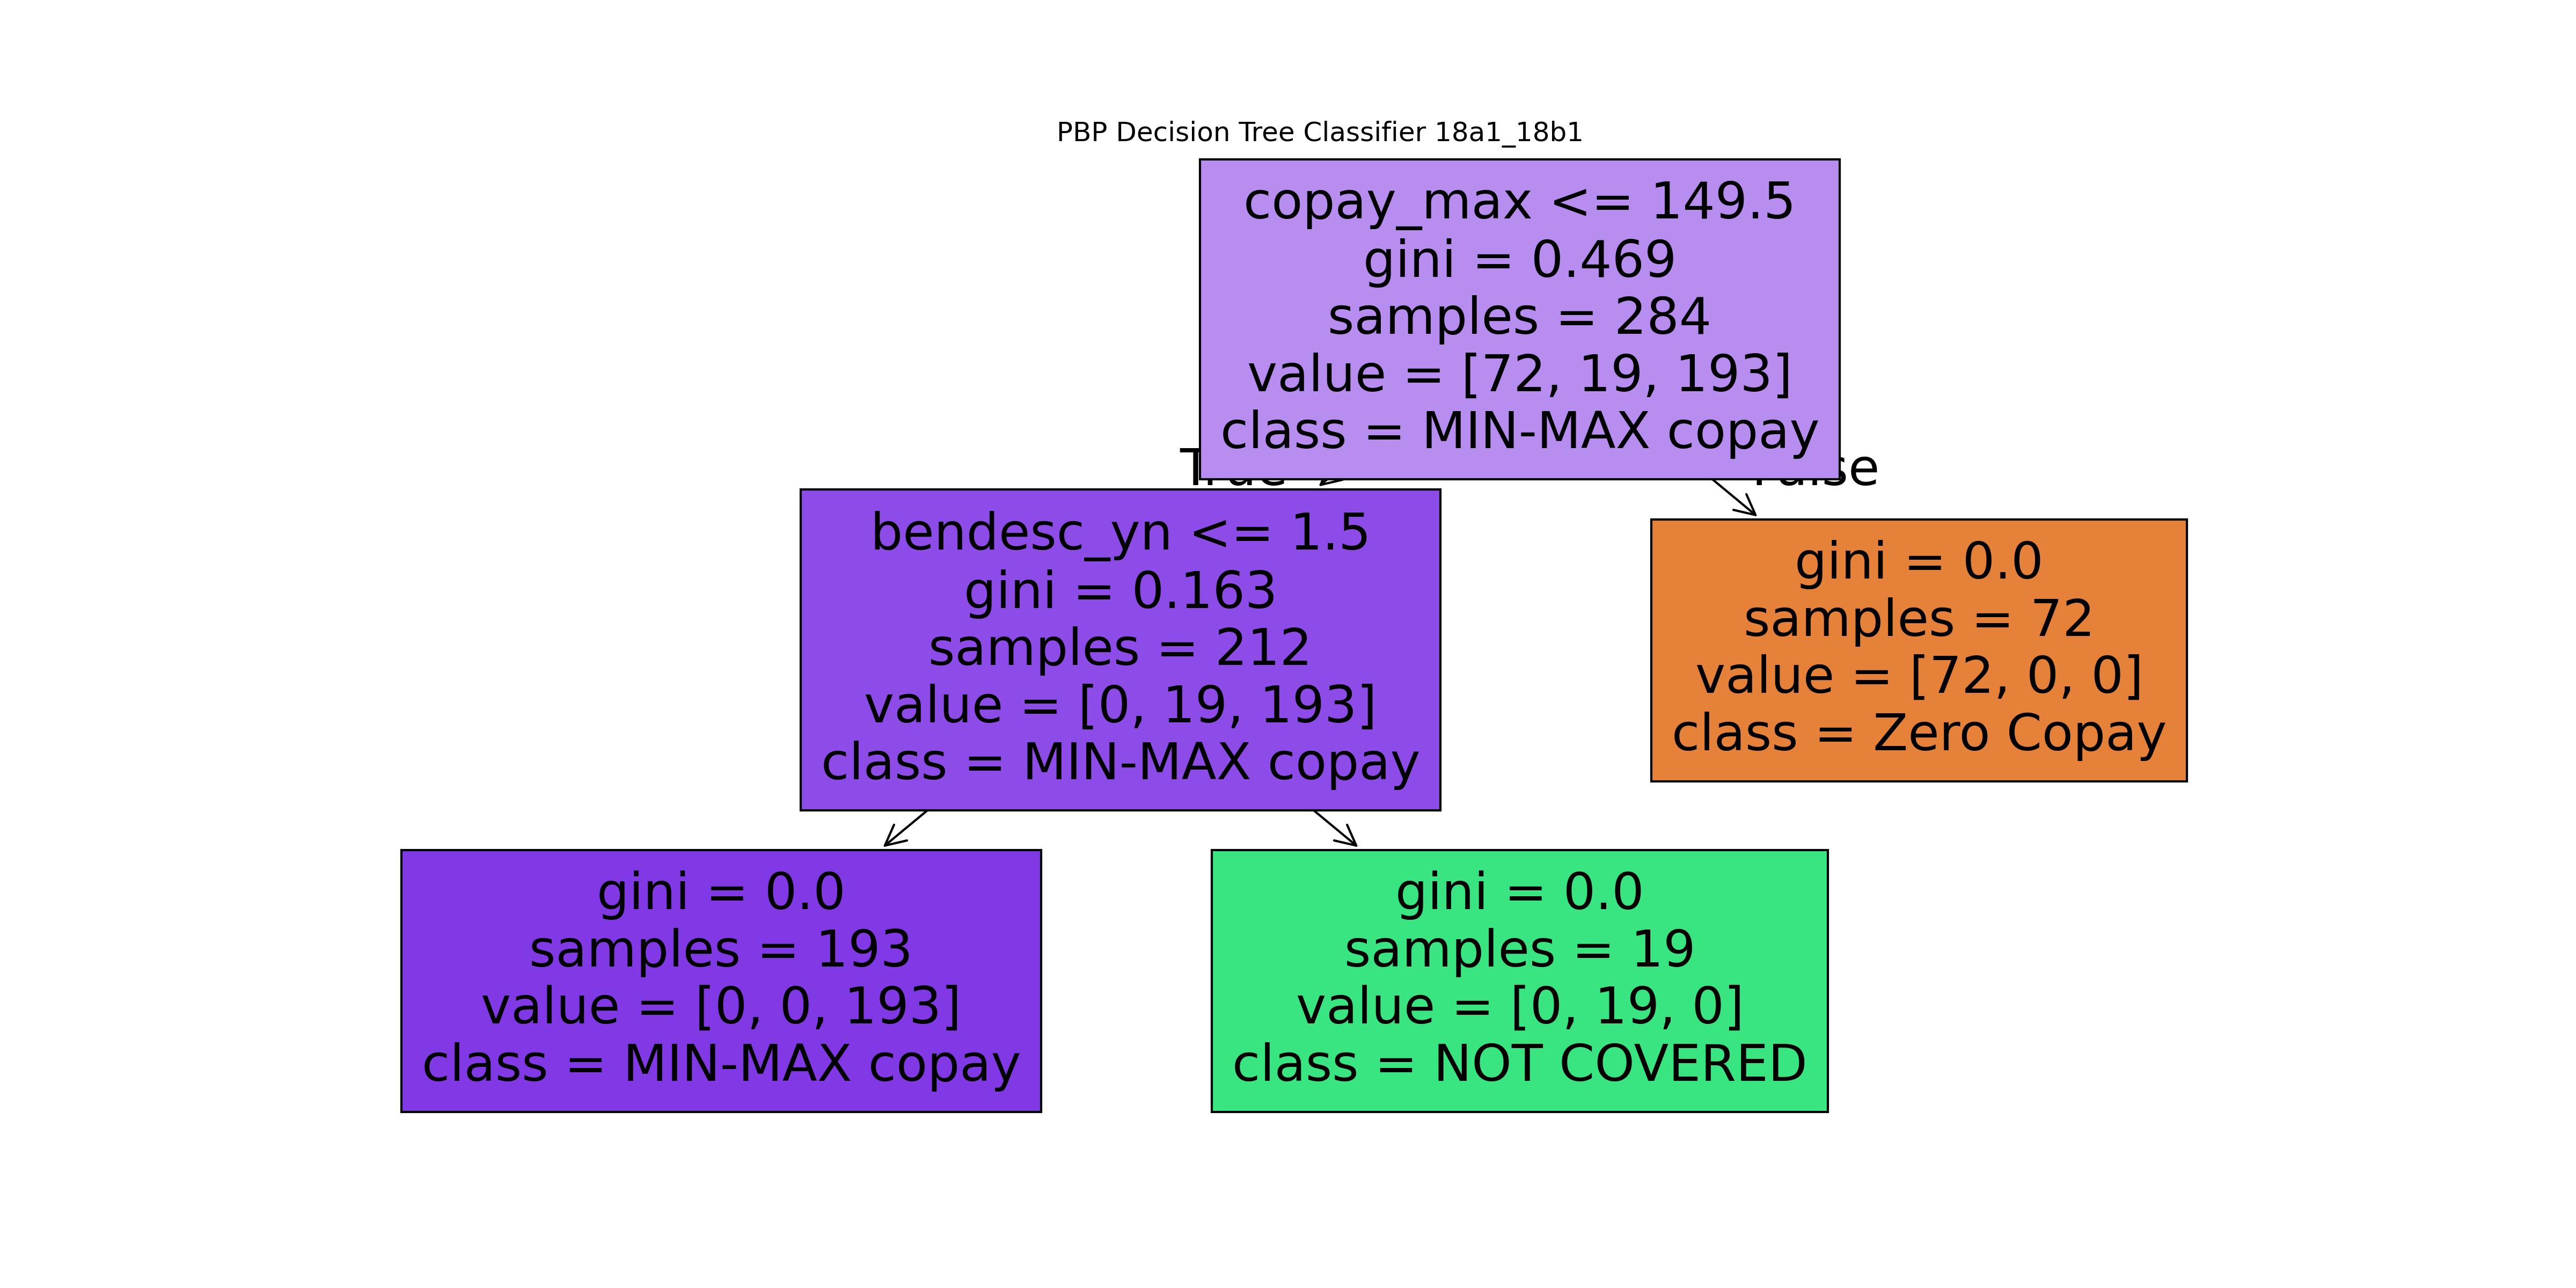 PBP Decision Tree Classifier 18a1_18b1
copay_max <= 149.5
gini = 0.469
samples = 284
value = [72, 19, 193]
class = MIN-MAX copay
True
False
bendesc_yn <= 1.5
gini = 0.163
samples = 212
value = [0, 19, 193]
class = MIN-MAX copay
gini = 0.0
samples = 72
value = [72, 0, 0]
class = Zero Copay
gini = 0.0
samples = 193
value = [0, 0, 193]
class = MIN-MAX copay
gini = 0.0
samples = 19
value = [0, 19, 0]
class = NOT COVERED